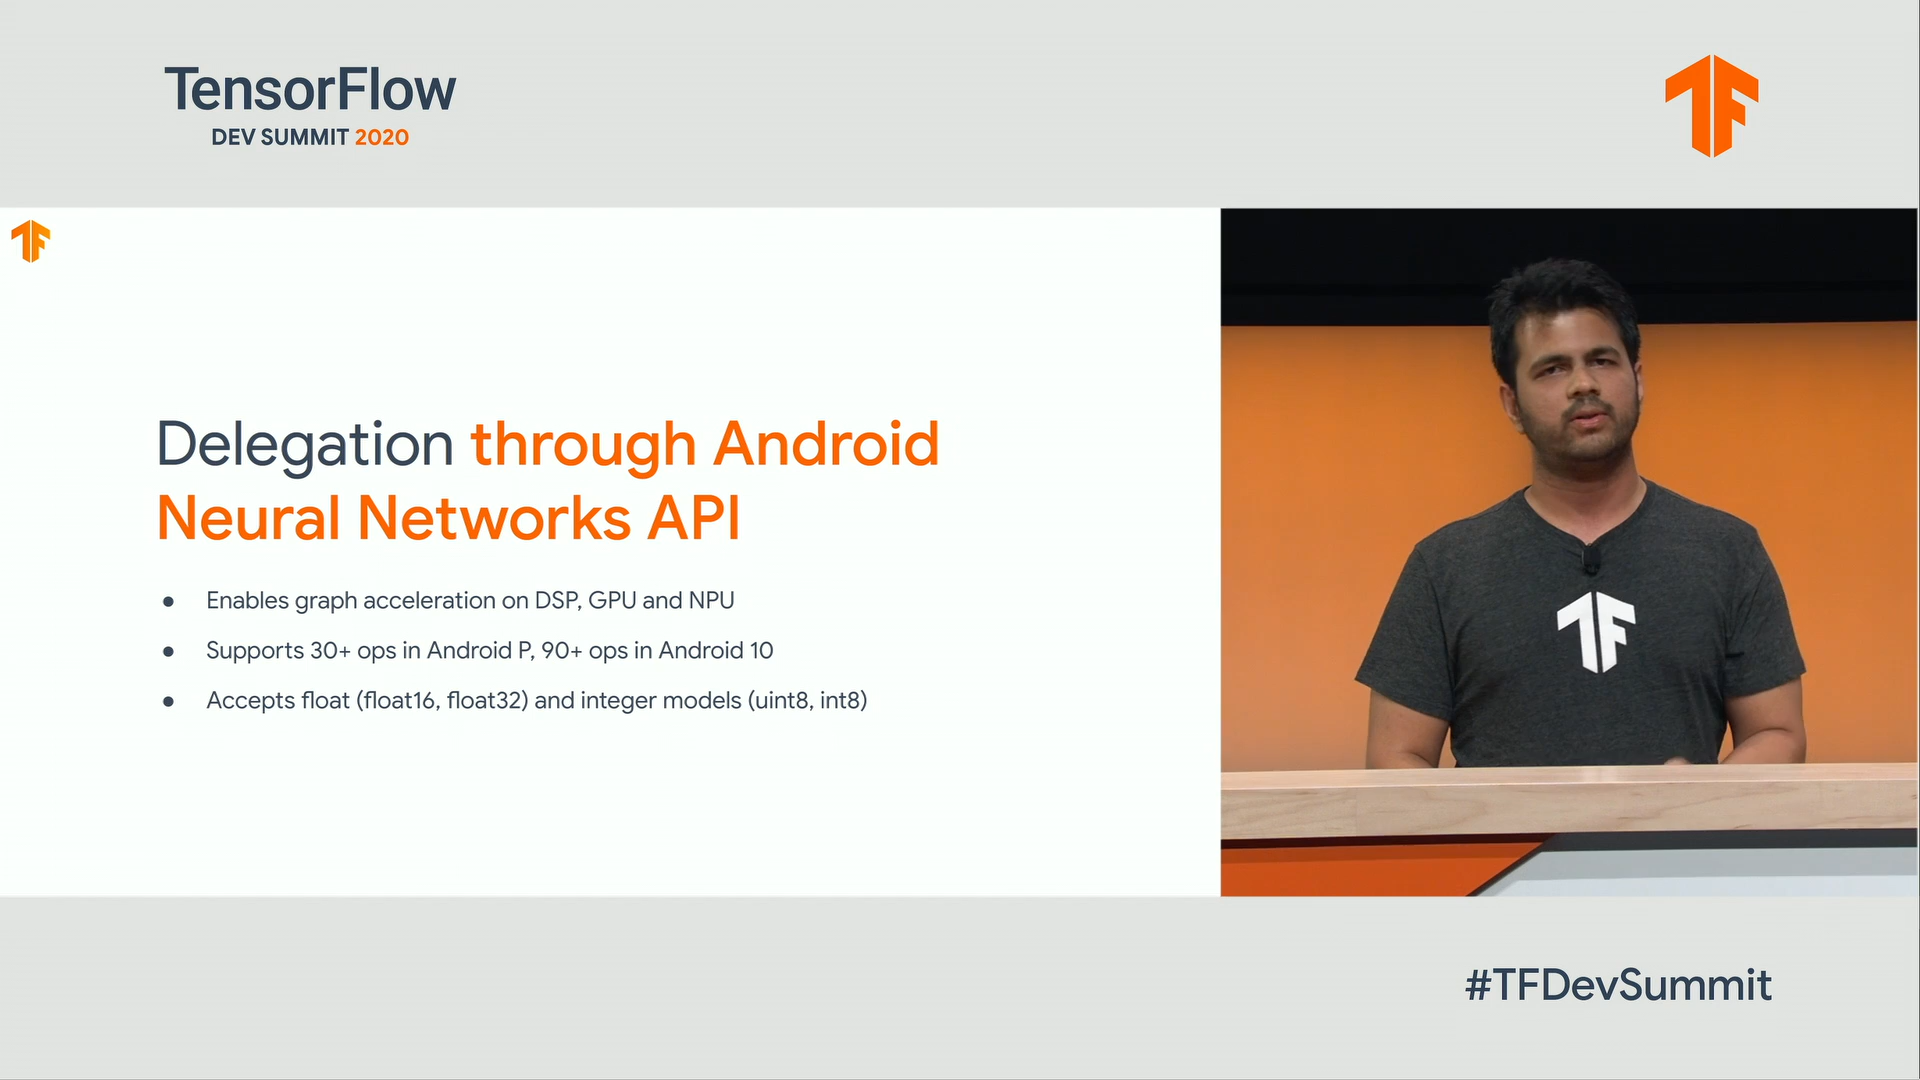 TensorFlow
DEV SUMMIT 2020
Delegation through Android
Neural Networks API
● Enables graph acceleration on DSP, GPU and NPU
● Supports 30+ ops in Android P, 90+ ops in Android 10
● Accepts float (float16, float32) and integer models (uint8, int8)
#TFDevSummit